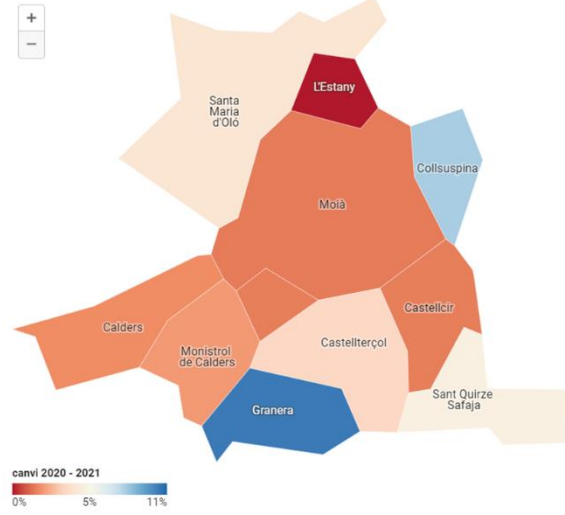 +
−
L'Estany
Santa
Maria
d'Oló
Collsuspina
Moià
Castellcir
Calders
Castellterçol
Monistrol
de Calders
Sant Quirze
Safaja
Granera
canvi 2020 - 2021
0%
5%
11%